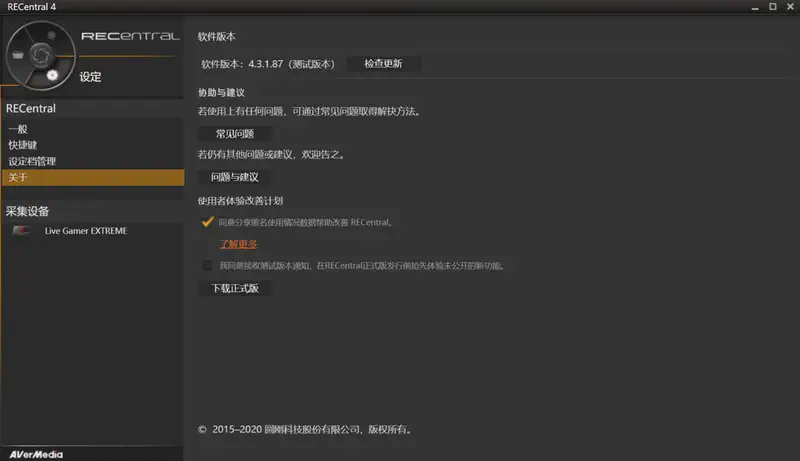 RECentral 4
RECENTRAL
设定
RECentral
一般
快捷键
设定档管理
关于
采集设备
Live Gamer EXTREME
AVerMedia
软件版本
软件版本：4.3.1.87（测试版本）
检查更新
协助与建议
若使用上有任何问题，可通过常见问题取得解决方法。
常见问题
若仍有其他问题或建议，欢迎告之。
问题与建议
使用者体验改善计划
同意分享匿名使用情况数据帮助改善 RECentral。
了解更多
我同意接收测试版本通知，在RECentral正式版发行前抢先体验未公开的新功能。
下载正式版
© 2015–2020 圆刚科技股份有限公司，版权所有。